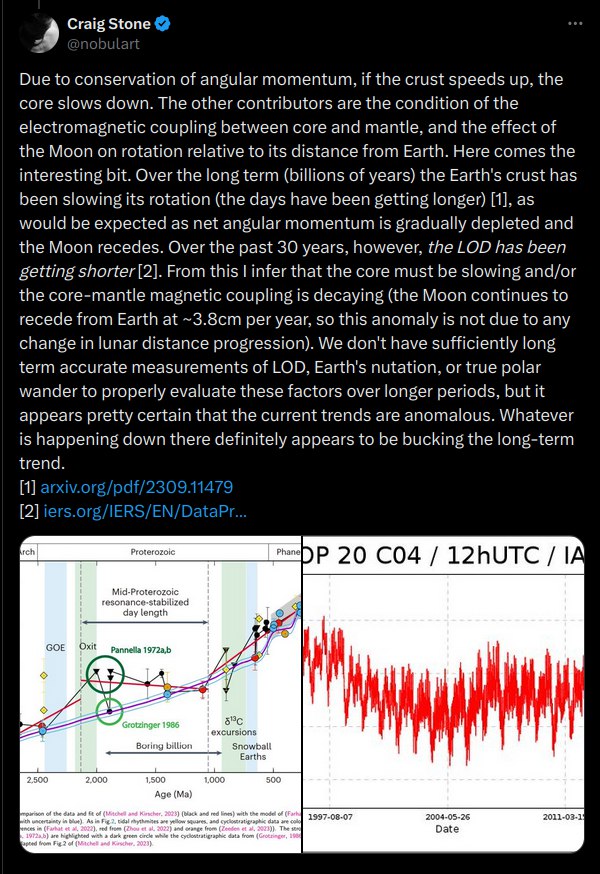 Craig Stone
@nobulart
Due to conservation of angular momentum, if the crust speeds up, the
core slows down. The other contributors are the condition of the
electromagnetic coupling between core and mantle, and the effect of
the Moon on rotation relative to its distance from Earth. Here comes the
interesting bit. Over the long term (billions of years) the Earth's crust has
been slowing its rotation (the days have been getting longer) [1], as
would be expected as net angular momentum is gradually depleted and
the Moon recedes. Over the past 30 years, however, the LOD has been
getting shorter [2]. From this I infer that the core must be slowing and/or
the core-mantle magnetic coupling is decaying (the Moon continues to
recede from Earth at ~3.8cm per year, so this anomaly is not due to any
change in lunar distance progression). We don't have sufficiently long
term accurate measurements of LOD, Earth's nutation, or true polar
wander to properly evaluate these factors over longer periods, but it
appears pretty certain that the current trends are anomalous. Whatever
is happening down there definitely appears to be bucking the long-term
trend.
[1] arxiv.org/pdf/2309.11479
[2] iers.org/IERS/EN/DataPr...
rch
Proterozoic
Phane
Mid-Proterozoic
resonance-stabilized
day length
GOE
Oxit
Pannella 1972a,b
Grotzinger 1986
δ13C
excursions
Boring billion
Snowball
Earths
2,500
2,000
1,500
1,000
500
Age (Ma)
mparison of the data and fit of (Mitchell and Kirscher, 2023) (black and red lines) with the model of (Farha
with uncertainty in blue). As in Fig.2, tidal rhythmites are yellow squares, and cyclostratigraphic data are colo
rences in (Farhat et al., 2022), red from (Zhou et al., 2022) and orange from (Zeeden et al., 2023)). The stro
, 1972a,b) are highlighted with a dark green circle while the cyclostratigraphic data from (Grotzinger, 1986
dapted from Fig.2 of (Mitchell and Kirscher, 2023).
OP 20 C04 / 12hUTC / IA
1997-08-07
2004-05-26
2011-03-15
Date